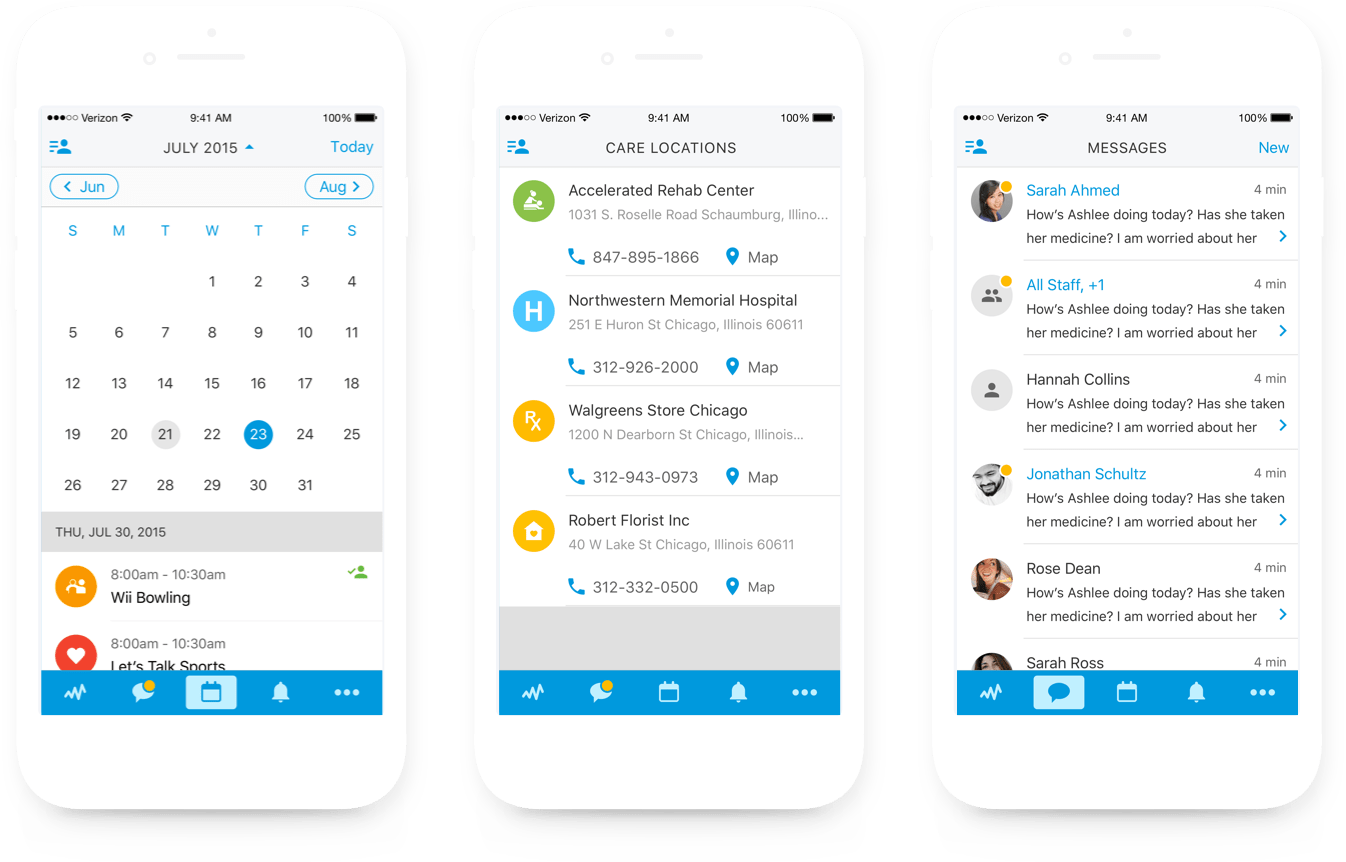 Verizon 9:41 AM 100%
JULY 2015 Today
Jun Aug
S M T W T F S
1 2 3 4
5 6 7 8 9 10 11
12 13 14 15 16 17 18
19 20 21 22 23 24 25
26 27 28 29 30 31
THU, JUL 30, 2015
8:00am - 10:30am
Wii Bowling
8:00am - 10:30am
Let's Talk Sports
Verizon 9:41 AM 100%
CARE LOCATIONS
Accelerated Rehab Center
1031 S. Roselle Road Schaumburg, Illino...
847-895-1866 Map
H
Northwestern Memorial Hospital
251 E Huron St Chicago, Illinois 60611
312-926-2000 Map
Rx
Walgreens Store Chicago
1200 N Dearborn St Chicago, Illinois...
312-943-0973 Map
Robert Florist Inc
40 W Lake St Chicago, Illinois 60611
312-332-0500 Map
Verizon 9:41 AM 100%
MESSAGES New
Sarah Ahmed 4 min
How's Ashlee doing today? Has she taken
her medicine? I am worried about her
All Staff, +1 4 min
How's Ashlee doing today? Has she taken
her medicine? I am worried about her
Hannah Collins 4 min
How's Ashlee doing today? Has she taken
her medicine? I am worried about her
Jonathan Schultz 4 min
How's Ashlee doing today? Has she taken
her medicine? I am worried about her
Rose Dean 4 min
How's Ashlee doing today? Has she taken
her medicine? I am worried about her
Sarah Ross 4 min